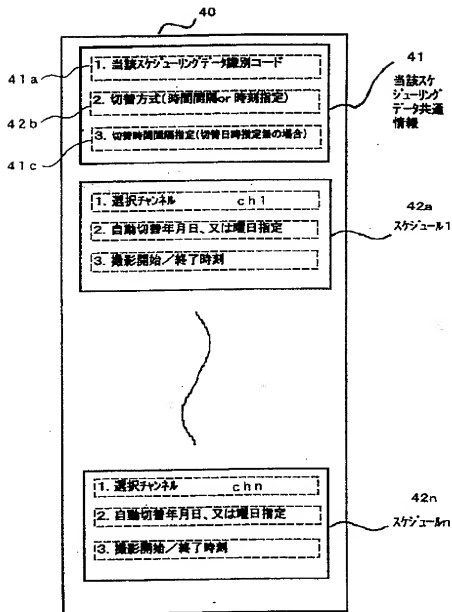 40
41a
1. 当該スケジューリングデータ識別コード
42b
2. 切替方式(時間間隔or 時刻指定)
41c
3. 切替時間間隔指定(切替日時指定無の場合)
41
当該スケ
ジューリング
データ共通
情報
1. 選択チャンネル ch1
2. 自動切替年月日、又は曜日指定
3. 撮影開始/終了時刻
42a
スケジュール1
1. 選択チャンネル chn
2. 自動切替年月日、又は曜日指定
3. 撮影開始/終了時刻
42n
スケジュールn